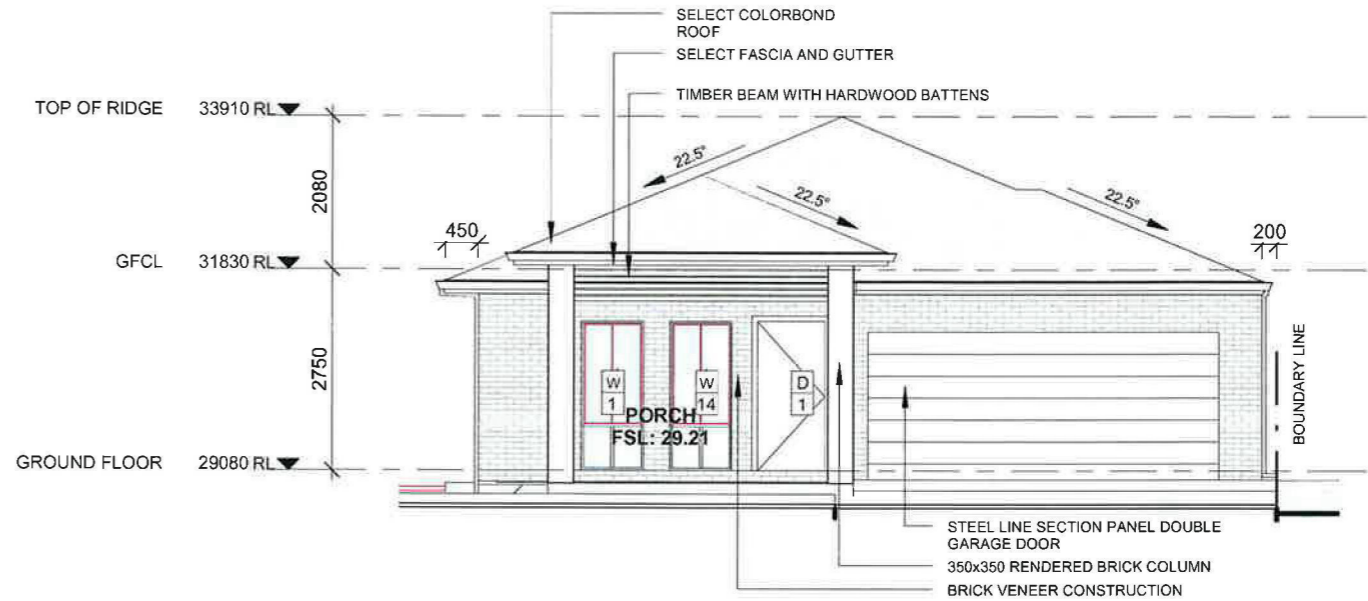 SELECT COLORBOND
ROOF
SELECT FASCIA AND GUTTER
TIMBER BEAM WITH HARDWOOD BATTENS
TOP OF RIDGE 33910 RL
22.5°
22.5°
22.5°
2080
450
200
GFCL 31830 RL
2750
BOUNDARY LINE
W
1
W
14
D
1
PORCH
FSL: 29.21
GROUND FLOOR 29080 RL
STEEL LINE SECTION PANEL DOUBLE
GARAGE DOOR
350x350 RENDERED BRICK COLUMN
BRICK VENEER CONSTRUCTION